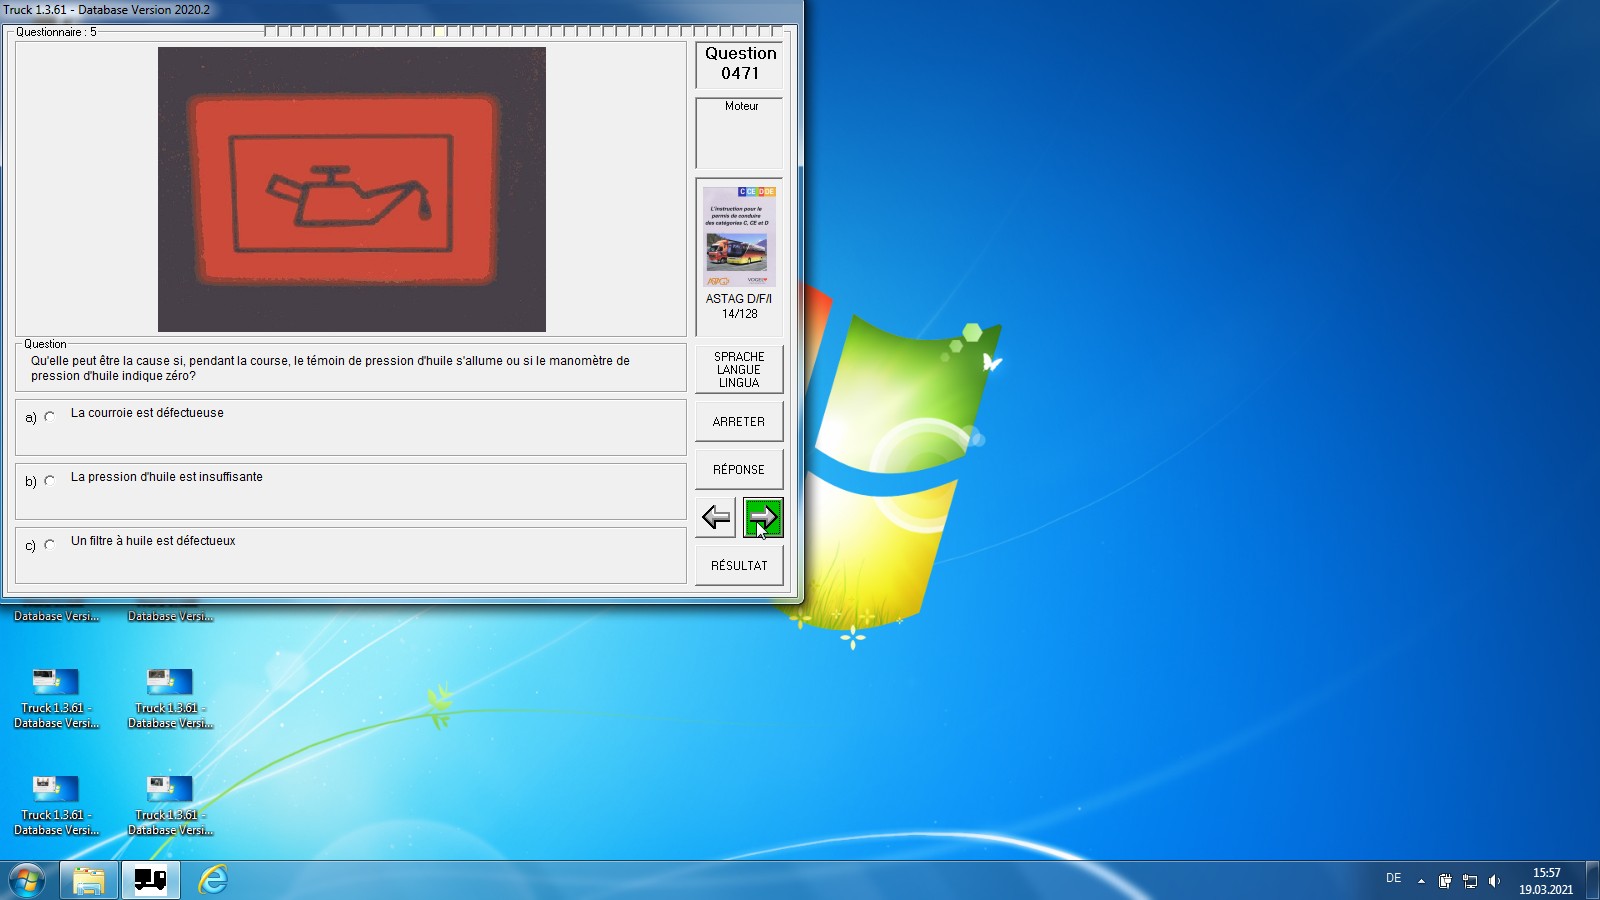 Truck 1.3.61 - Database Version 2020.2
Questionnaire : 5
Question
0471
Moteur
C CE D DE
L'instruction pour le
permis de conduire
des catégories C, CE et D
ASTAG D/F/I
14/128
Question
Qu'elle peut être la cause si, pendant la course, le témoin de pression d'huile s'allume ou si le manomètre de
pression d'huile indique zéro?
SPRACHE
LANGUE
LINGUA
a) La courroie est défectueuse
ARRETER
b) La pression d'huile est insuffisante
RÉPONSE
c) Un filtre à huile est défectueux
RÉSULTAT
Database Versi... Database Versi...
Truck 1.3.61 - Truck 1.3.61 -
Database Versi... Database Versi...
Truck 1.3.61 - Truck 1.3.61 -
Database Versi... Database Versi...
DE
15:57
19.03.2021